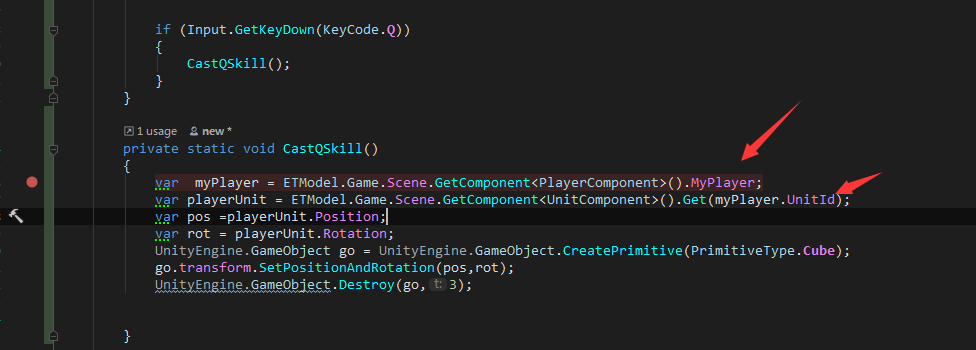 if (Input.GetKeyDown(KeyCode.Q))
{
CastQSkill();
}
}
1 usage new *
private static void CastQSkill()
{
var  myPlayer = ETModel.Game.Scene.GetComponent<PlayerComponent>().MyPlayer;
var playerUnit = ETModel.Game.Scene.GetComponent<UnitComponent>().Get(myPlayer.UnitId);
var pos =playerUnit.Position;
var rot = playerUnit.Rotation;
UnityEngine.GameObject go = UnityEngine.GameObject.CreatePrimitive(PrimitiveType.Cube);
go.transform.SetPositionAndRotation(pos,rot);
UnityEngine.GameObject.Destroy(go, t: 3);
}